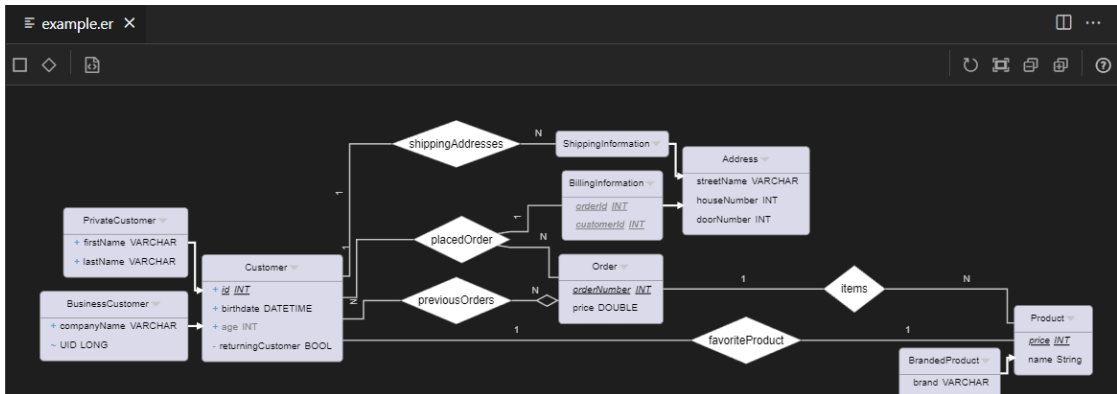 example.er
shippingAddresses
N
ShippingInformation
Address
streetName VARCHAR
houseNumber INT
doorNumber INT
BillingInformation
orderId INT
customerId INT
1
1
PrivateCustomer
+ firstName VARCHAR
+ lastName VARCHAR
placedOrder
N
1
Customer
+ id INT
+ birthdate DATETIME
+ age INT
- returningCustomer BOOL
N
Order
orderNumber INT
price DOUBLE
1
items
N
BusinessCustomer
+ companyName VARCHAR
~ UID LONG
previousOrders
N
1
favoriteProduct
1
Product
price INT
name String
BrandedProduct
brand VARCHAR